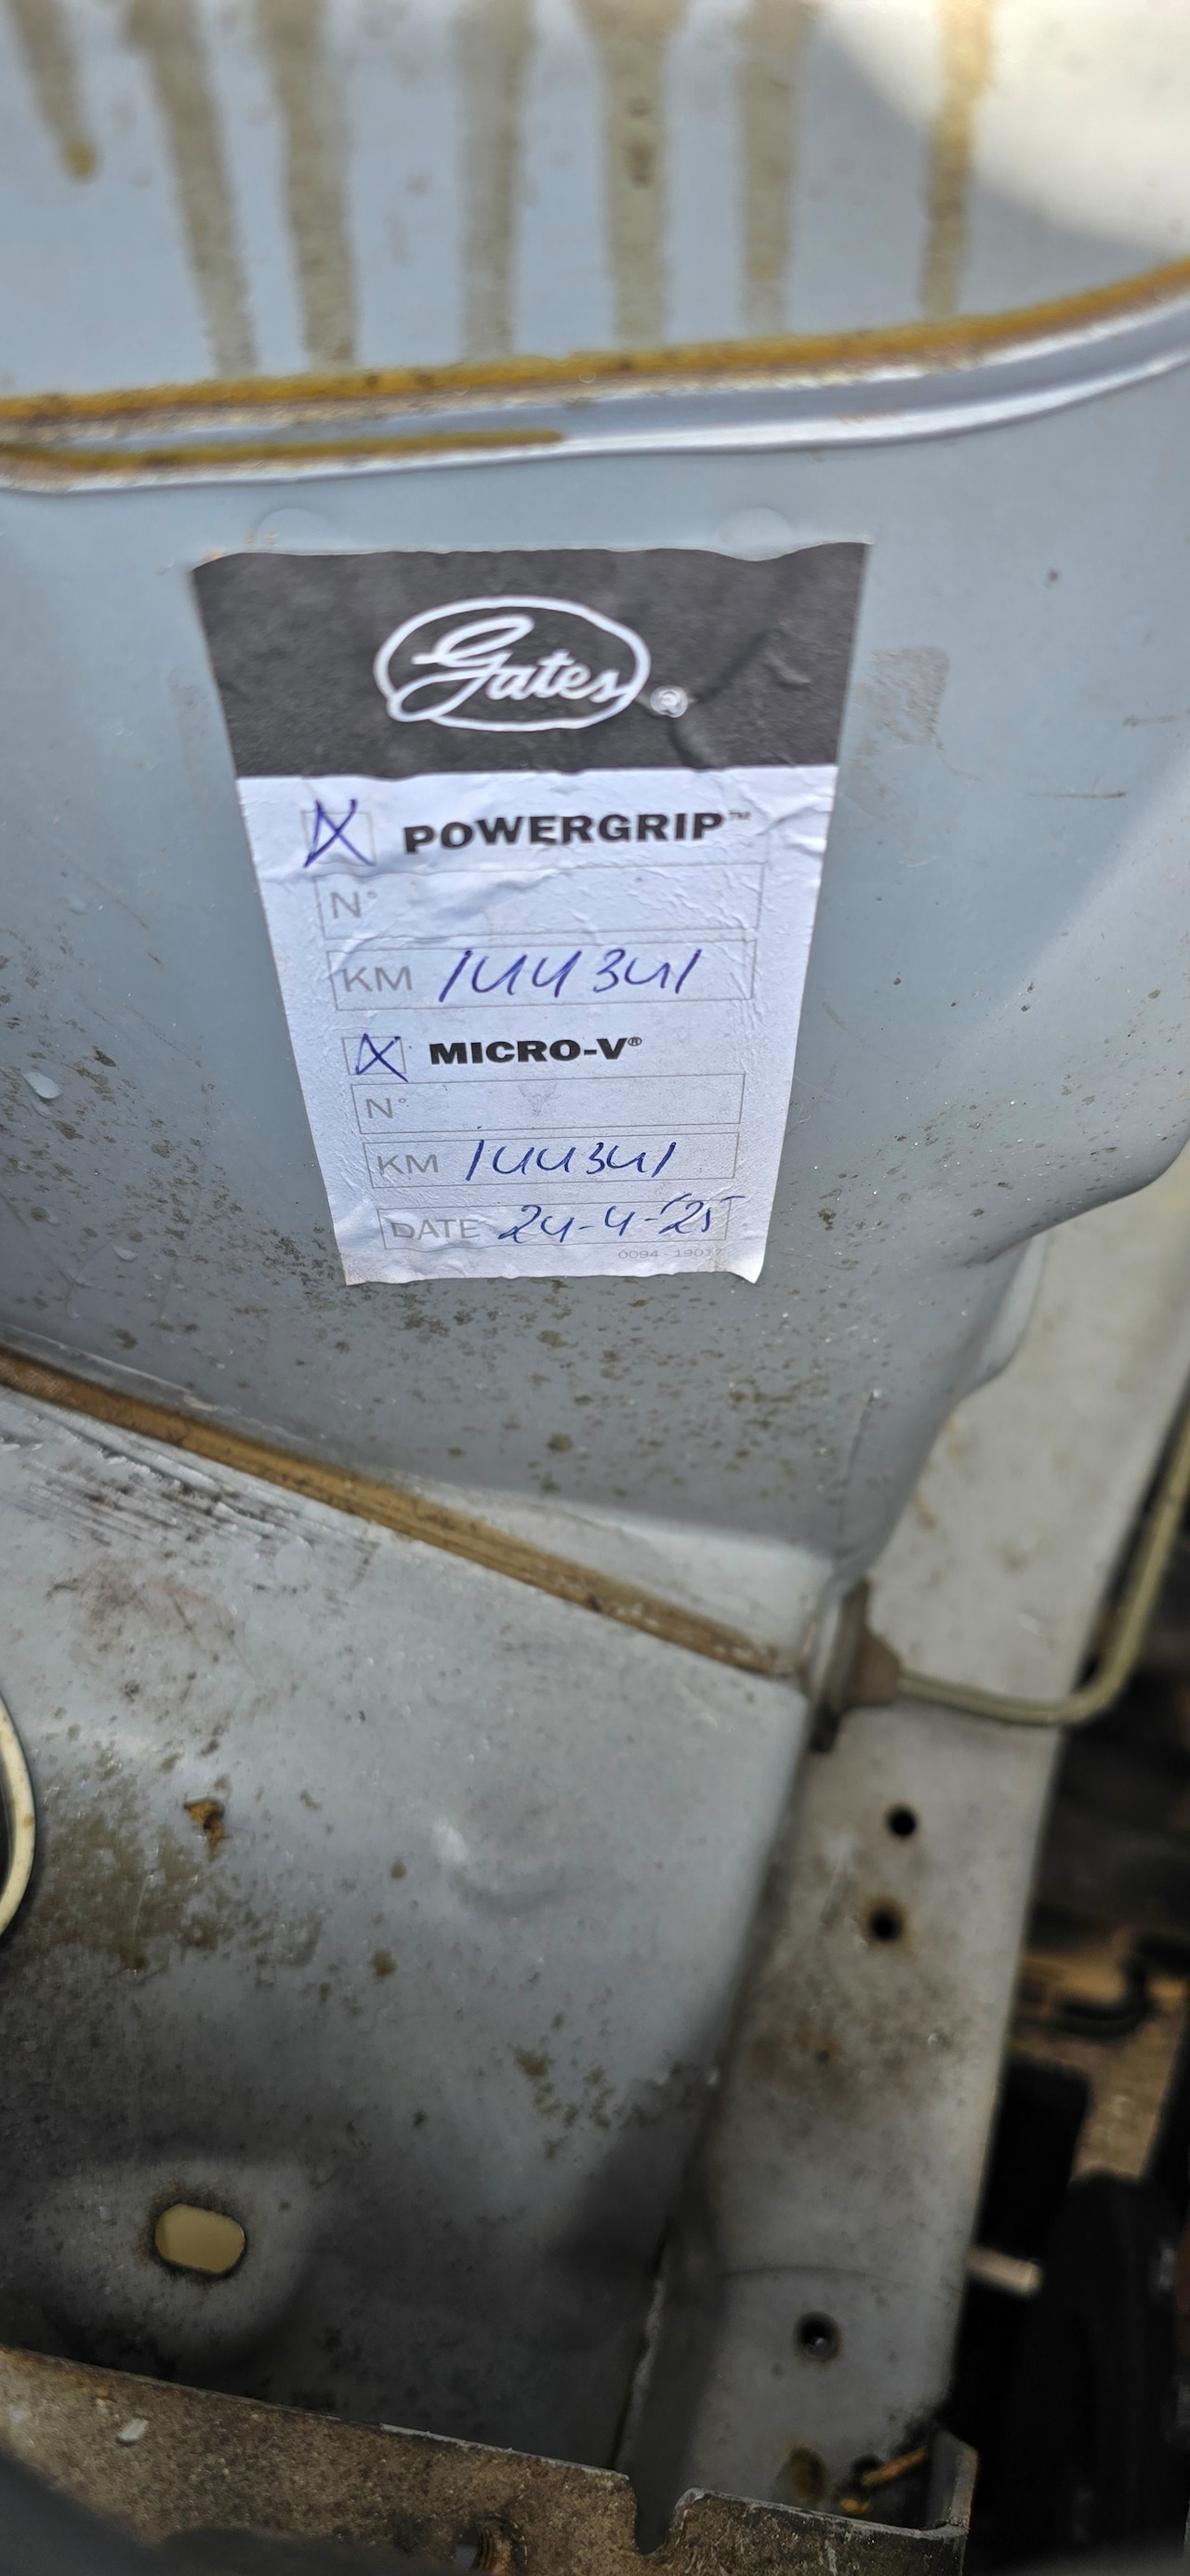 Gates®
POWERGRIP™
N°
KM 144341
MICRO-V®
N°
KM 144341
DATE 24-4-'25